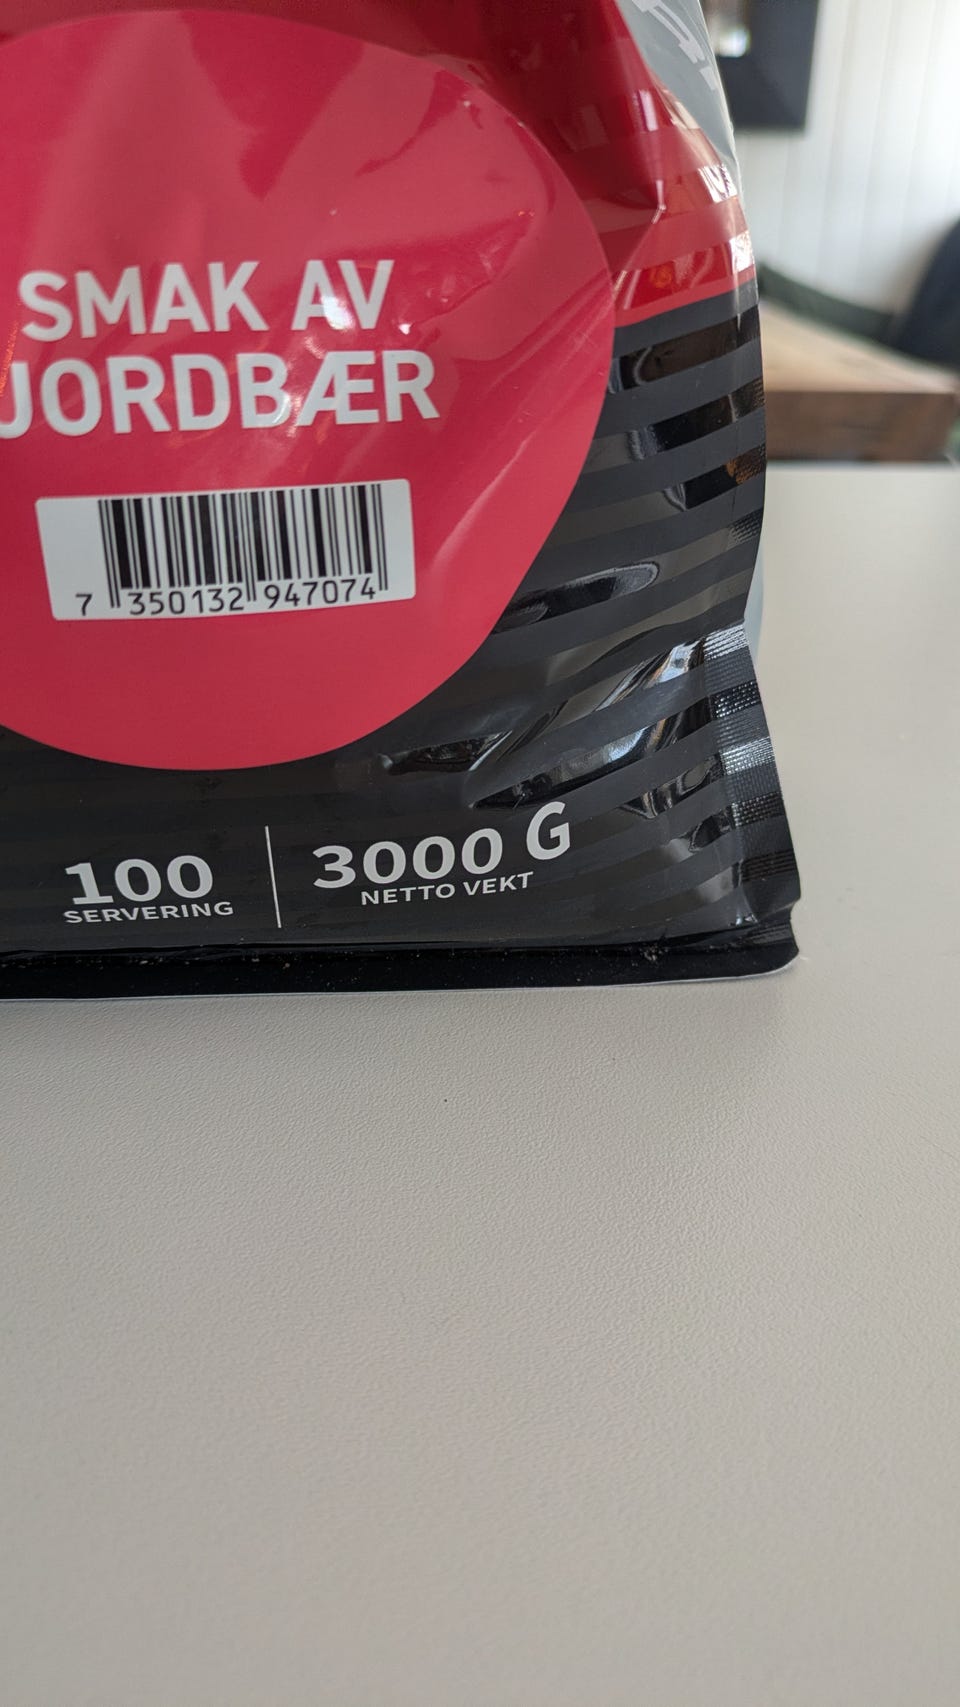 SMAK AV
JORDBÆR
7 350132 947074
100
SERVERING
3000 G
NETTO VEKT